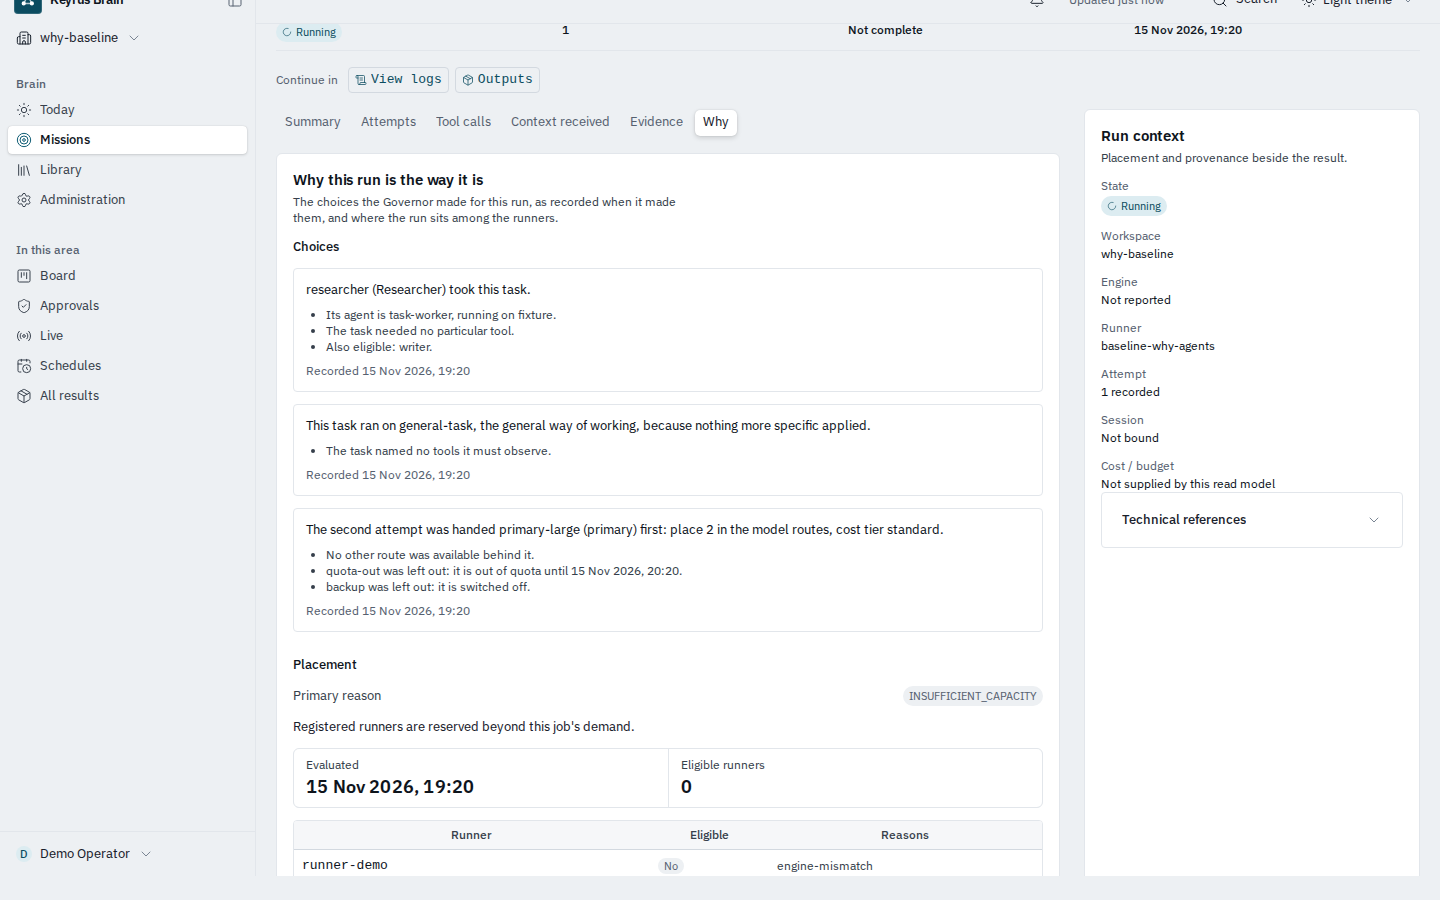 Keyrus Brain
Updated just now
Search
Light theme
why-baseline
Brain
Today
Missions
Library
Administration
In this area
Board
Approvals
Live
Schedules
All results
D Demo Operator
Running
1
Not complete
15 Nov 2026, 19:20
Continue in
View logs
Outputs
Summary
Attempts
Tool calls
Context received
Evidence
Why
Why this run is the way it is
The choices the Governor made for this run, as recorded when it made
them, and where the run sits among the runners.
Choices
researcher (Researcher) took this task.
• Its agent is task-worker, running on fixture.
• The task needed no particular tool.
• Also eligible: writer.
Recorded 15 Nov 2026, 19:20
This task ran on general-task, the general way of working, because nothing more specific applied.
• The task named no tools it must observe.
Recorded 15 Nov 2026, 19:20
The second attempt was handed primary-large (primary) first: place 2 in the model routes, cost tier standard.
• No other route was available behind it.
• quota-out was left out: it is out of quota until 15 Nov 2026, 20:20.
• backup was left out: it is switched off.
Recorded 15 Nov 2026, 19:20
Placement
Primary reason
INSUFFICIENT_CAPACITY
Registered runners are reserved beyond this job's demand.
Evaluated
15 Nov 2026, 19:20
Eligible runners
0
Runner Eligible Reasons
runner-demo No engine-mismatch
Run context
Placement and provenance beside the result.
State
Running
Workspace
why-baseline
Engine
Not reported
Runner
baseline-why-agents
Attempt
1 recorded
Session
Not bound
Cost / budget
Not supplied by this read model
Technical references